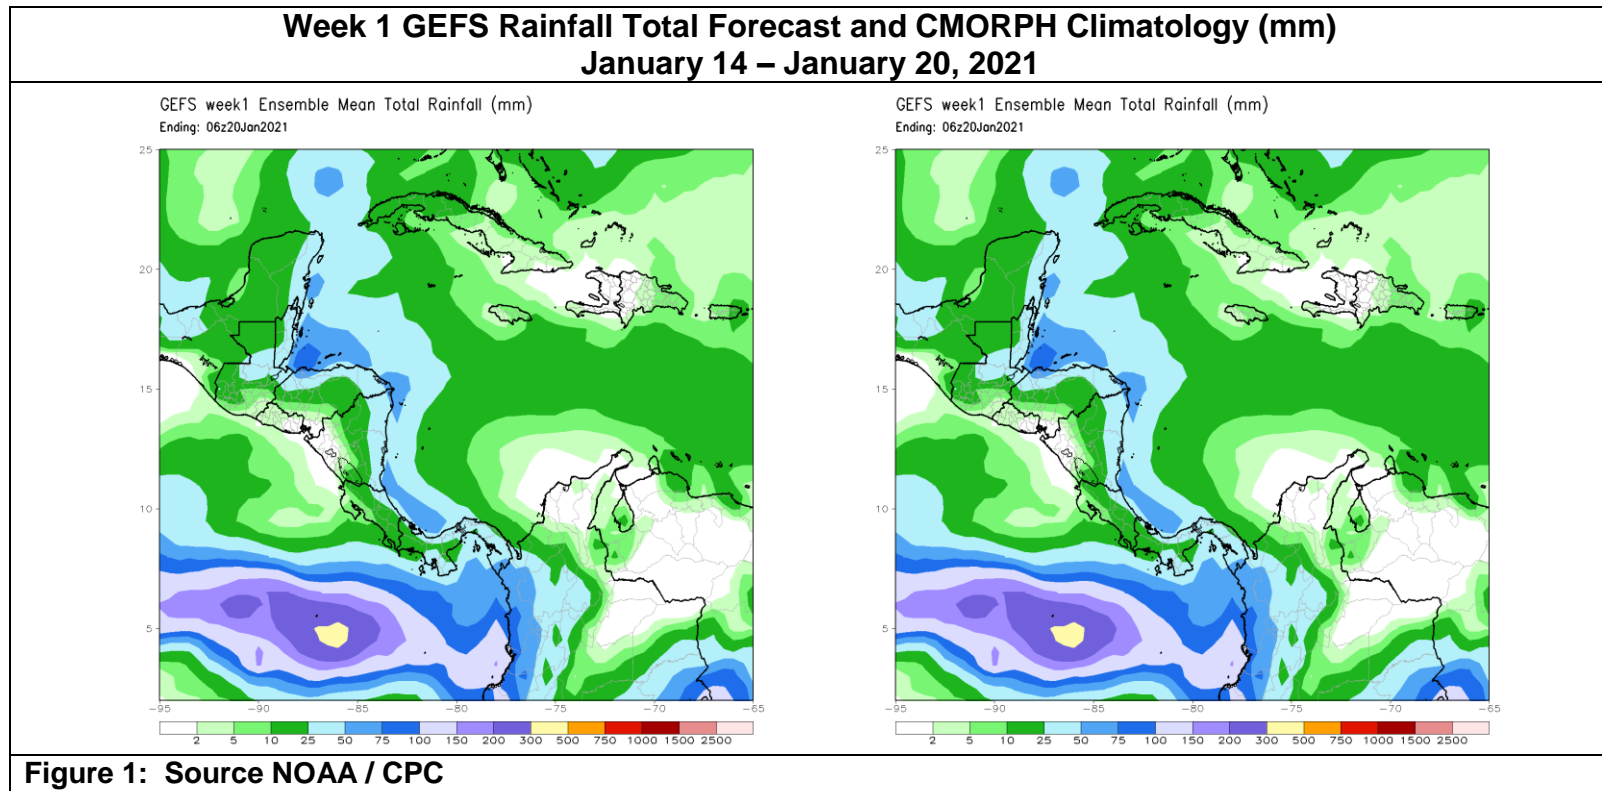 Week 1 GEFS Rainfall Total Forecast and CMORPH Climatology (mm)
January 14 – January 20, 2021
GEFS week1 Ensemble Mean Total Rainfall (mm)
Ending: 06z20Jan2021
25
20
15
10
5
−95 −90 −85 −80 −75 −70 −65
2 5 10 25 50 75 100 150 200 300 500 750 1000 1500 2500
GEFS week1 Ensemble Mean Total Rainfall (mm)
Ending: 06z20Jan2021
25
20
15
10
5
−95 −90 −85 −80 −75 −70 −65
2 5 10 25 50 75 100 150 200 300 500 750 1000 1500 2500
Figure 1: Source NOAA / CPC